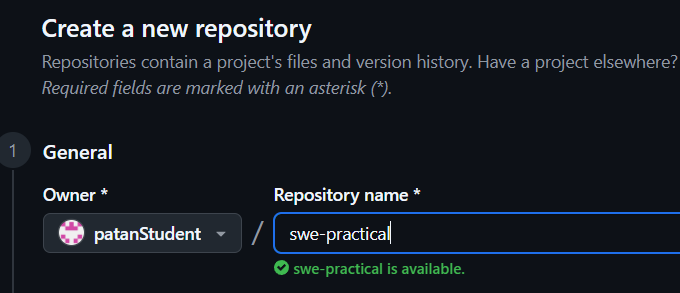 Create a new repository
Repositories contain a project's files and version history. Have a project elsewhere?
Required fields are marked with an asterisk (*).
1
General
Owner *
Repository name *
patanStudent
/
swe-practical
swe-practical is available.